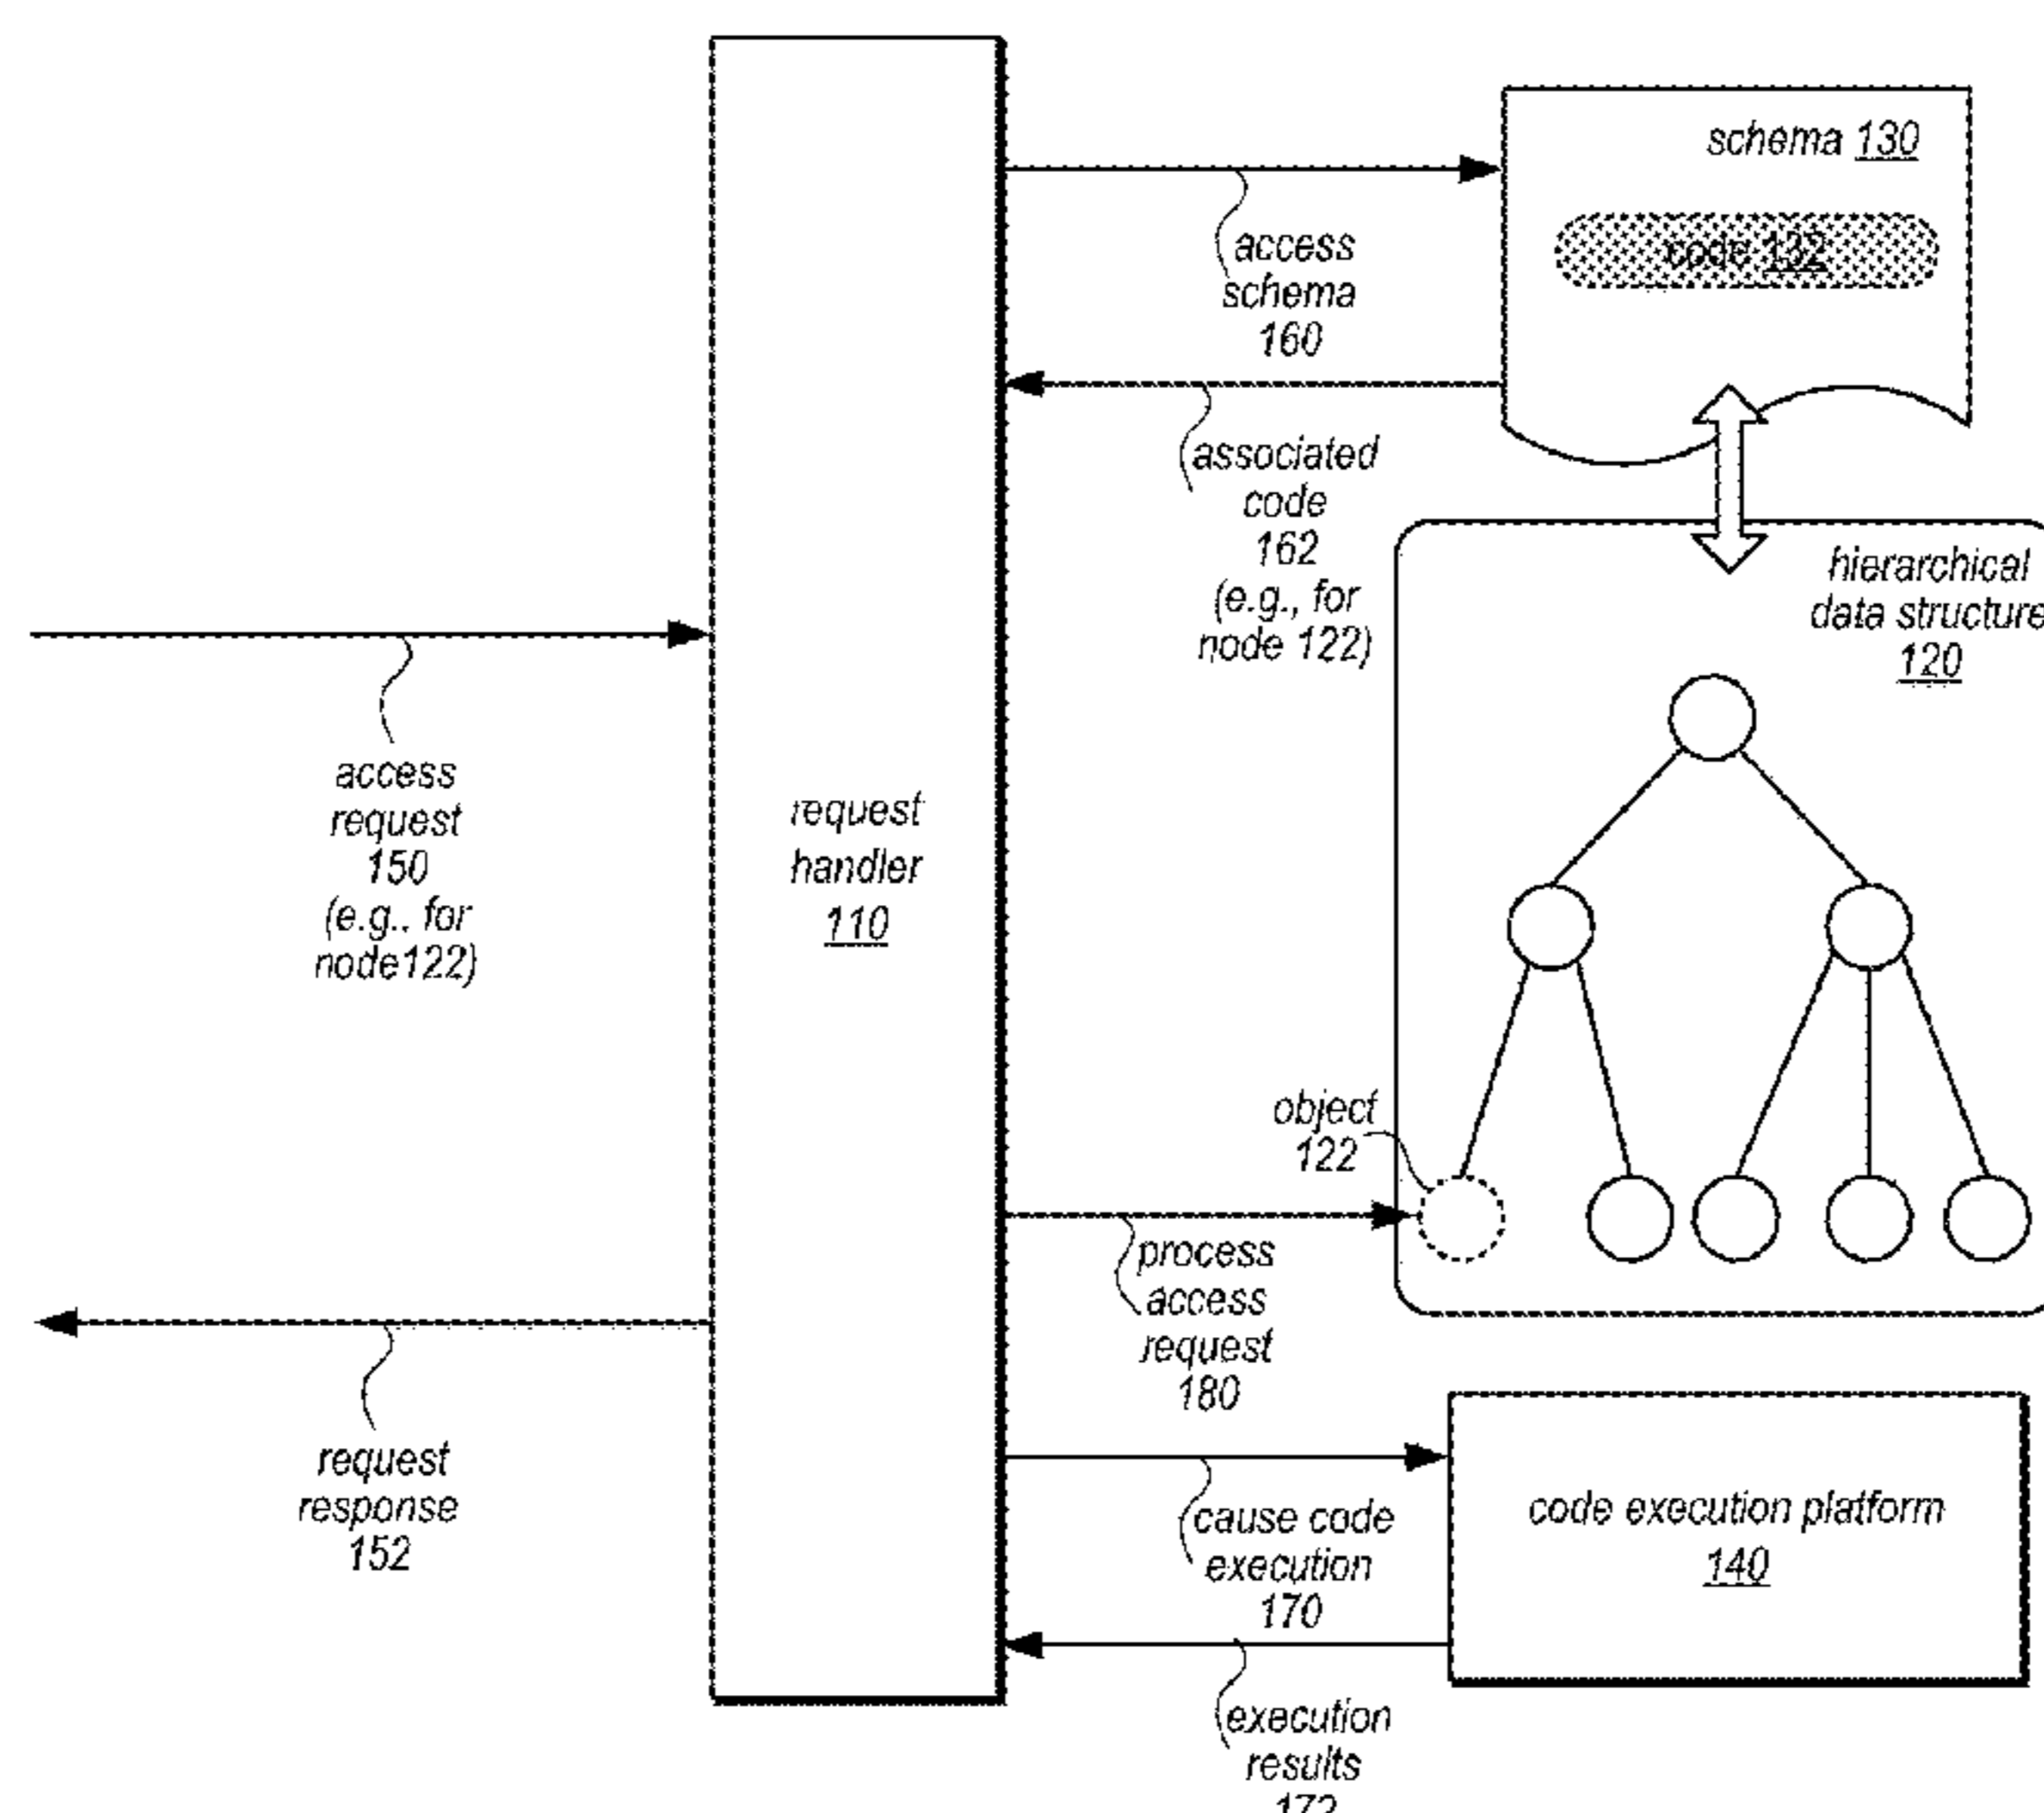 schema 130
code 132
access
schema
160
associated
code
162
(e.g., for
node 122)
hierarchical
data structure
120
access
request
150
(e.g., for
node122)
request
handler
110
object
122
process
access
request
180
request
response
152
cause code
execution
170
code execution platform
140
execution
results
172